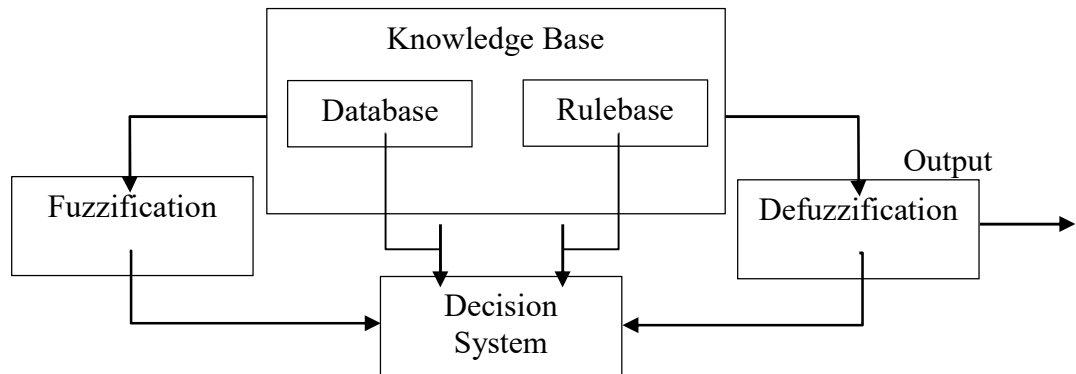 Knowledge Base
Database
Rulebase
Output
Fuzzification
Defuzzification
Decision
System